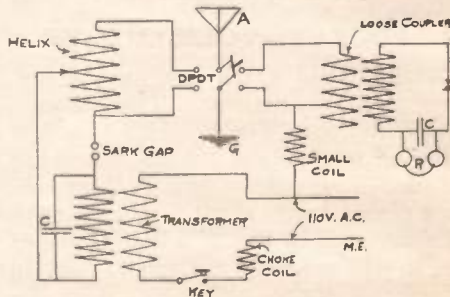 A
HELIX
LOOSE COUPLER
DPDT
C
R
G
SARK GAP
SMALL
COIL
C
TRANSFORMER
110V. A.C.
M.E.
CHOKE
COIL
KEY